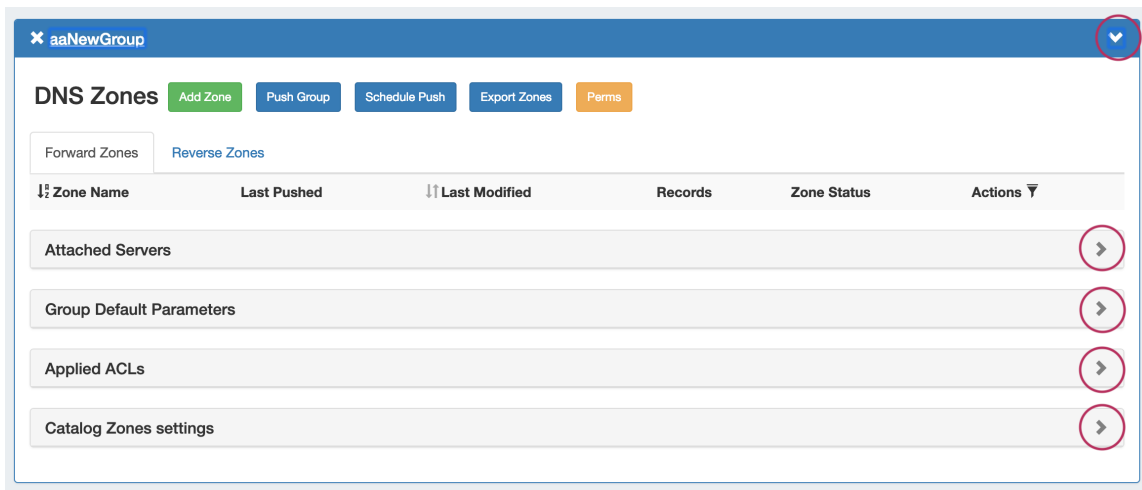 aaNewGroup
DNS Zones Add Zone Push Group Schedule Push Export Zones Perms
Forward Zones Reverse Zones
Zone Name Last Pushed Last Modified Records Zone Status Actions
Attached Servers
Group Default Parameters
Applied ACLs
Catalog Zones settings